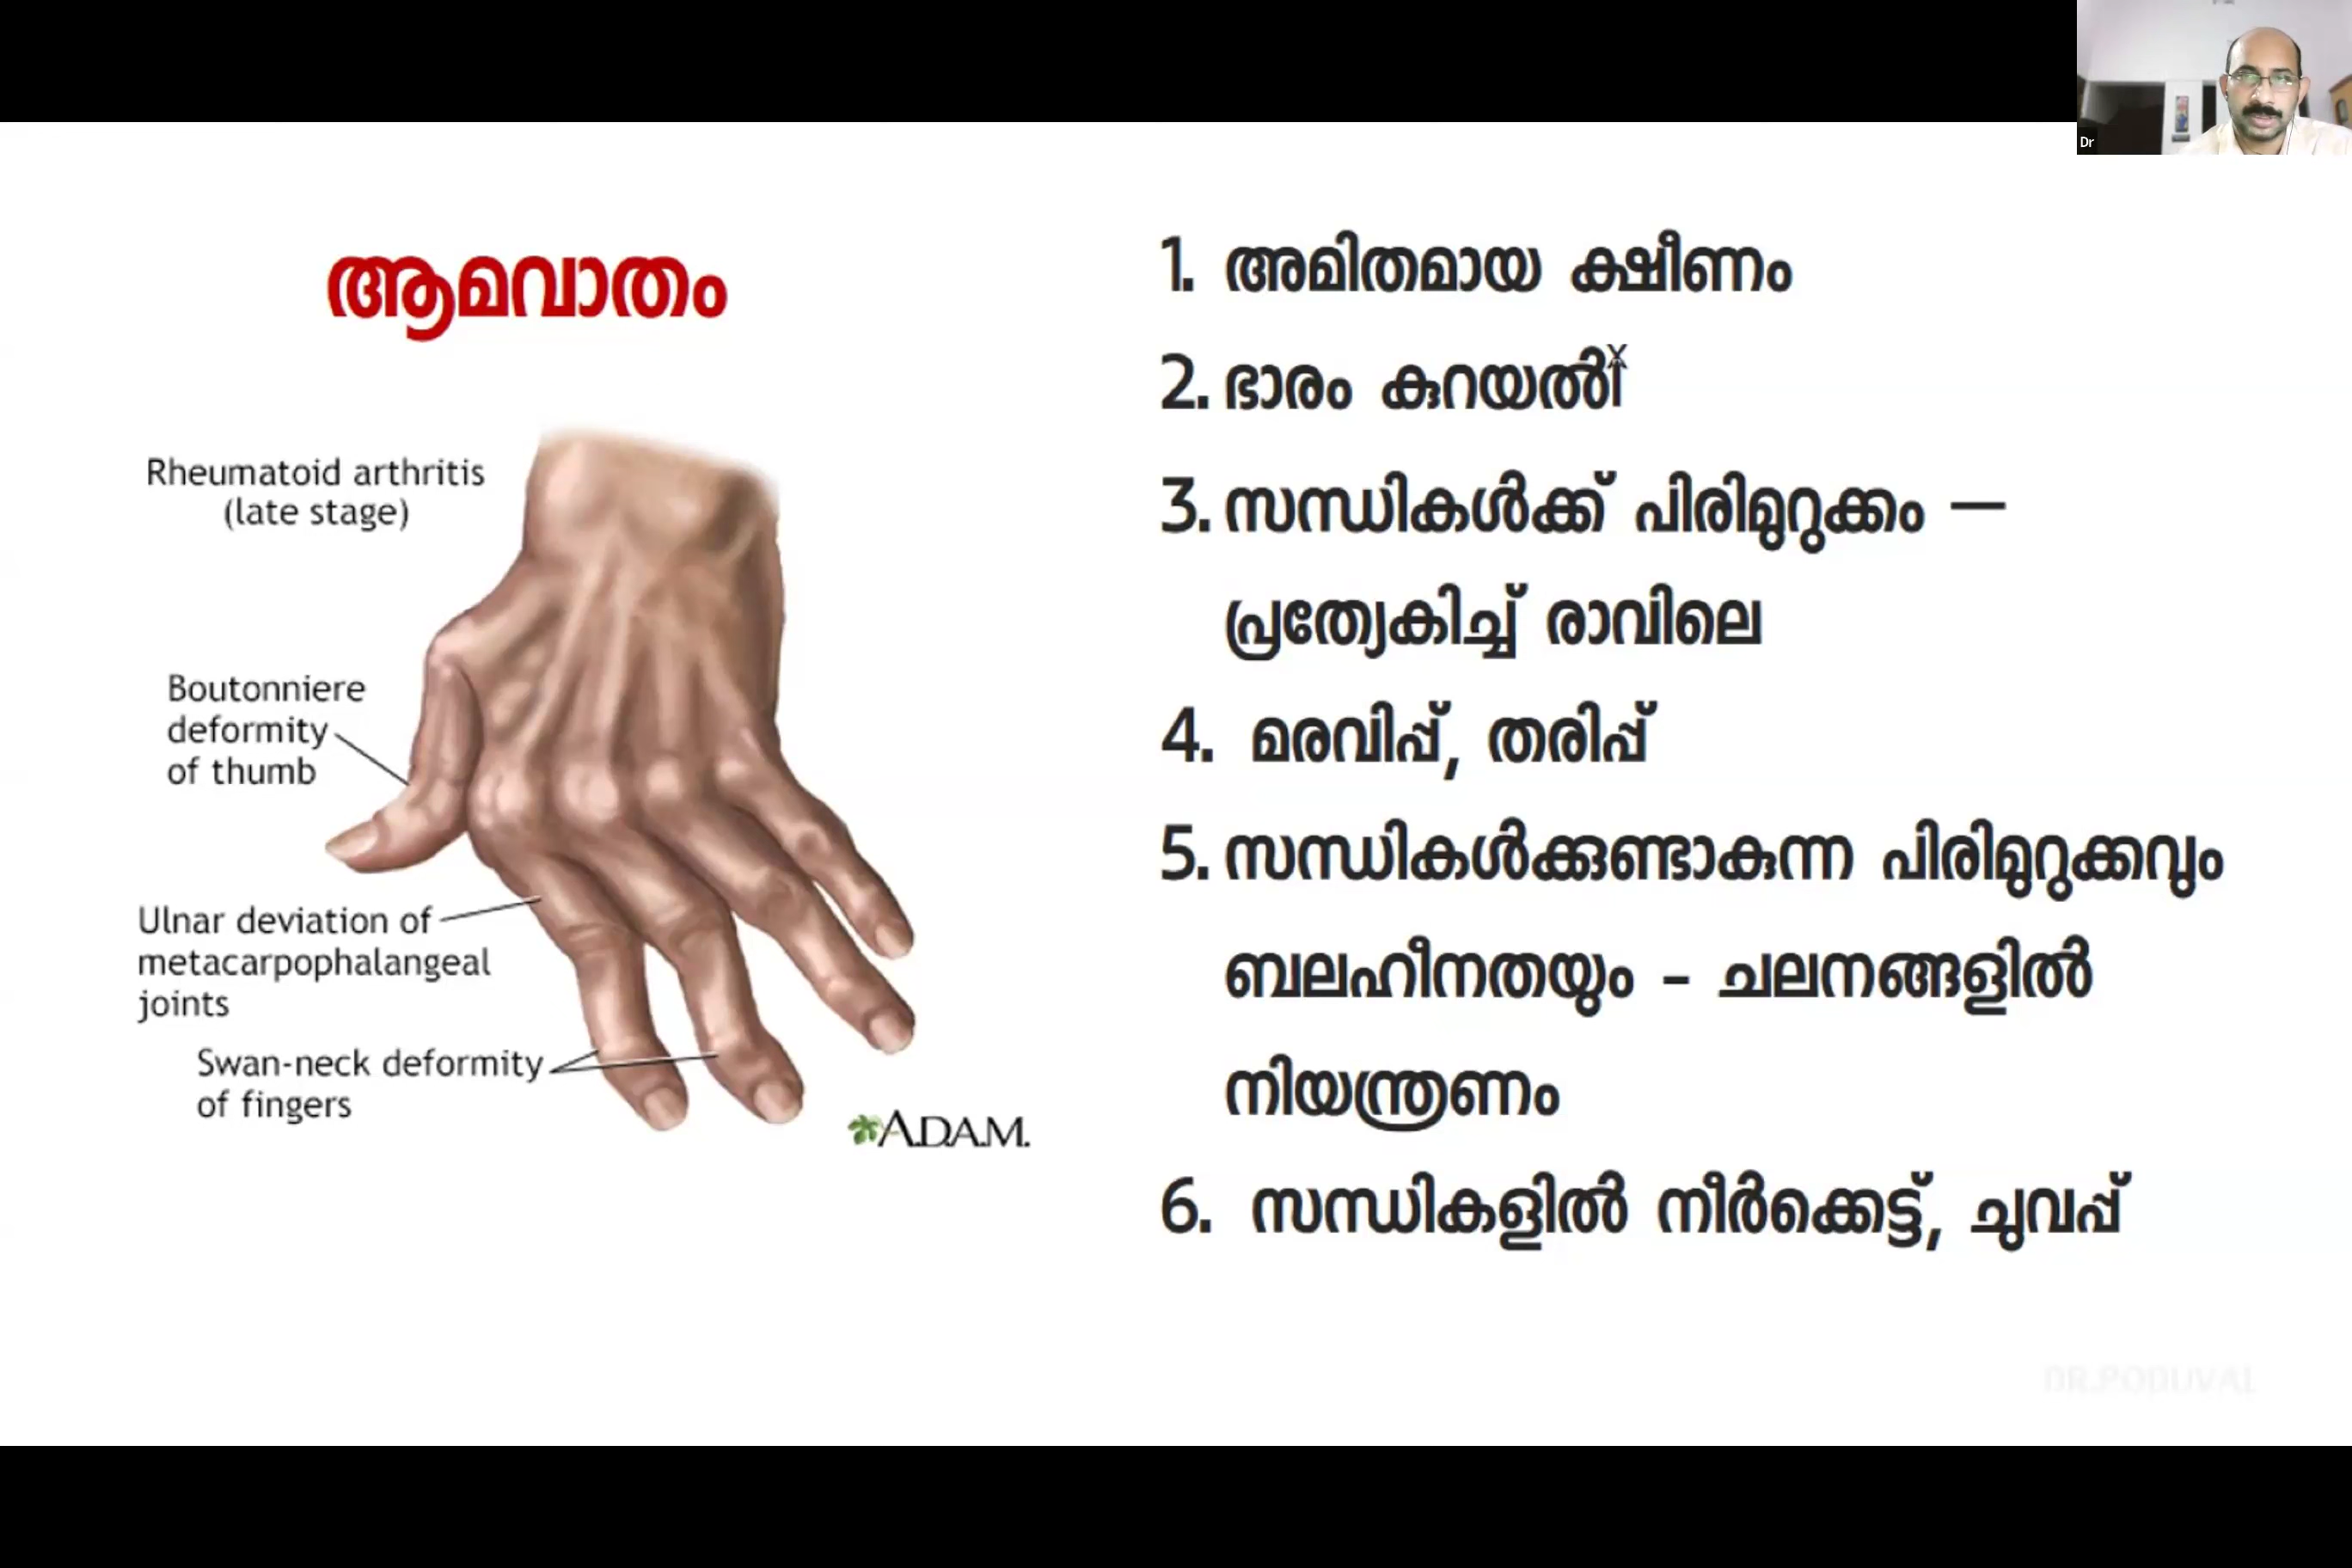 Dr
ആമവാതം
Rheumatoid arthritis
(late stage)
Boutonniere
deformity
of thumb
Ulnar deviation of
metacarpophalangeal
joints
Swan-neck deformity
of fingers
A.D.A.M.
1. അമിതമായ ക്ഷീണം
2. ഭാരം കുറയൽ
3. സന്ധികൾക്ക് പിരിമുറുക്കം —
പ്രത്യേകിച്ച് രാവിലെ
4. മരവിപ്പ്, തരിപ്പ്
5. സന്ധികൾക്കുണ്ടാകുന്ന പിരിമുറുക്കവും
ബലഹീനതയും - ചലനങ്ങളിൽ
നിയന്ത്രണം
6. സന്ധികളിൽ നീർക്കെട്ട്, ചുവപ്പ്
DR.PODUVAL